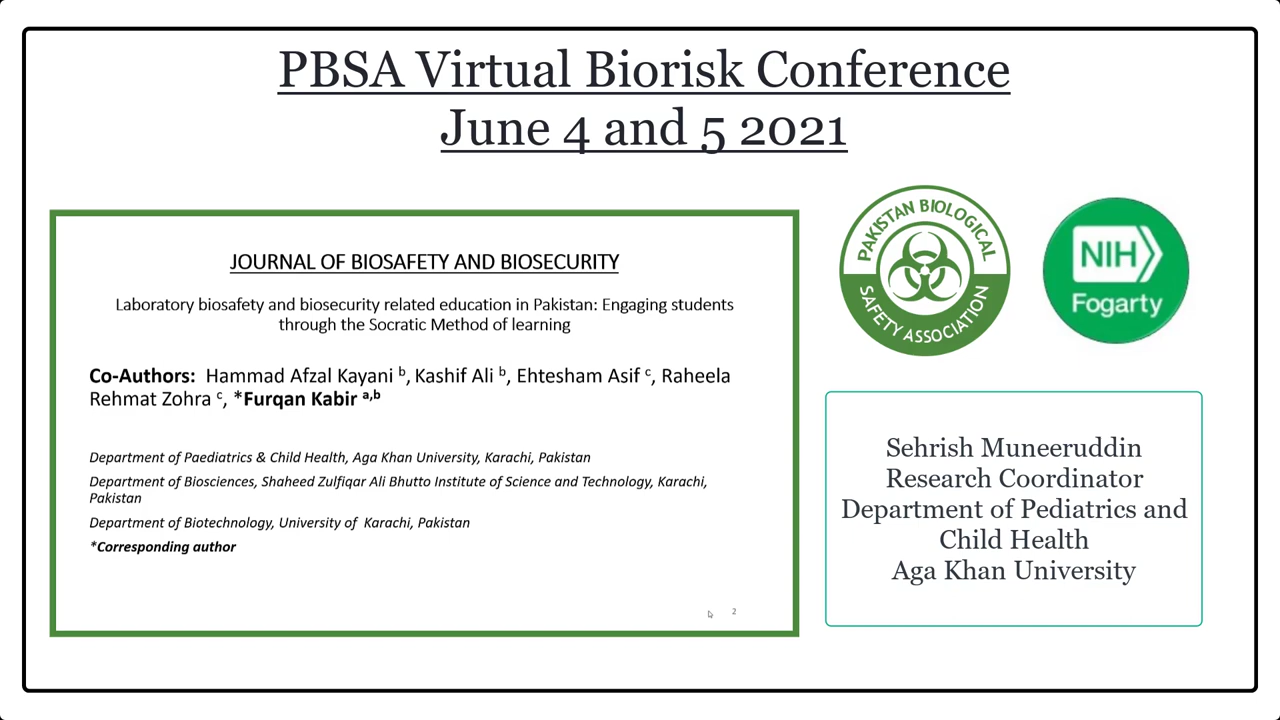 PBSA Virtual Biorisk Conference
June 4 and 5 2021
JOURNAL OF BIOSAFETY AND BIOSECURITY
Laboratory biosafety and biosecurity related education in Pakistan: Engaging students
through the Socratic Method of learning
Co-Authors: Hammad Afzal Kayani b, Kashif Ali b, Ehtesham Asif c, Raheela
Rehmat Zohra c, *Furqan Kabir a,b
Department of Paediatrics & Child Health, Aga Khan University, Karachi, Pakistan
Department of Biosciences, Shaheed Zulfiqar Ali Bhutto Institute of Science and Technology, Karachi,
Pakistan
Department of Biotechnology, University of Karachi, Pakistan
*Corresponding author
2
PAKISTAN BIOLOGICAL
SAFETY ASSOCIATION
NIH
Fogarty
Sehrish Muneeruddin
Research Coordinator
Department of Pediatrics and
Child Health
Aga Khan University